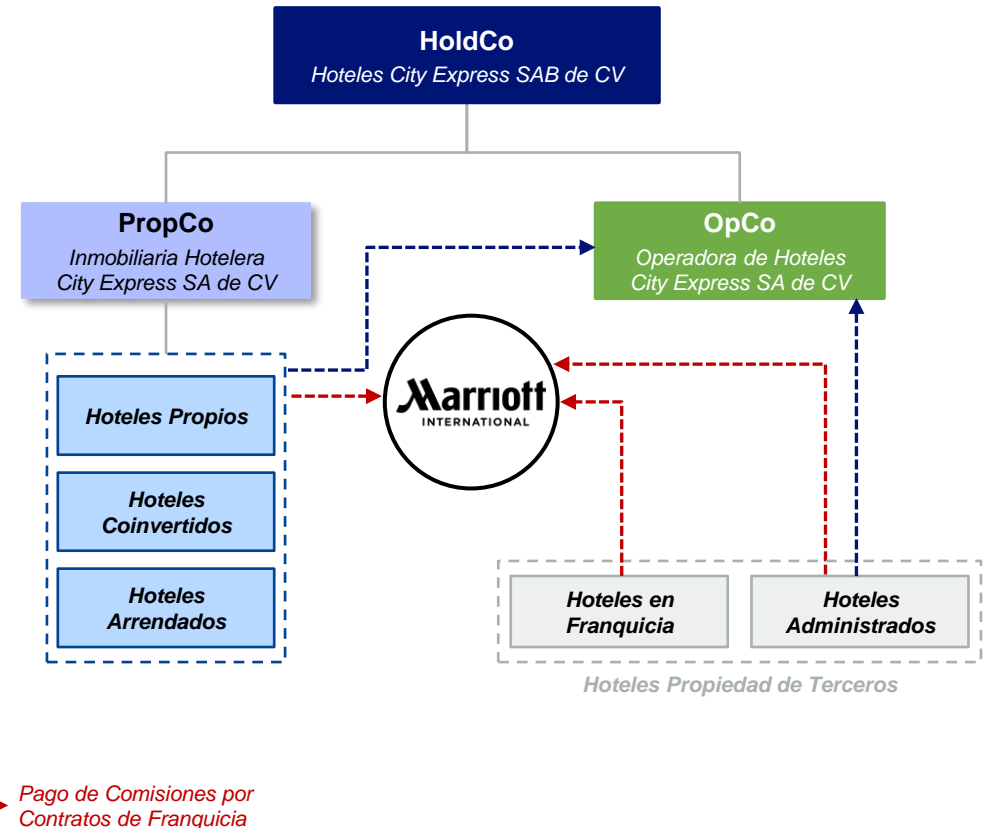 HoldCo
Hoteles City Express SAB de CV
PropCo
Inmobiliaria Hotelera
City Express SA de CV
OpCo
Operadora de Hoteles
City Express SA de CV
Hoteles Propios
Hoteles
Coinvertidos
Hoteles
Arrendados
Marriott
INTERNATIONAL
Hoteles en
Franquicia
Hoteles
Administrados
Hoteles Propiedad de Terceros
Pago de Comisiones por
Contratos de Franquicia